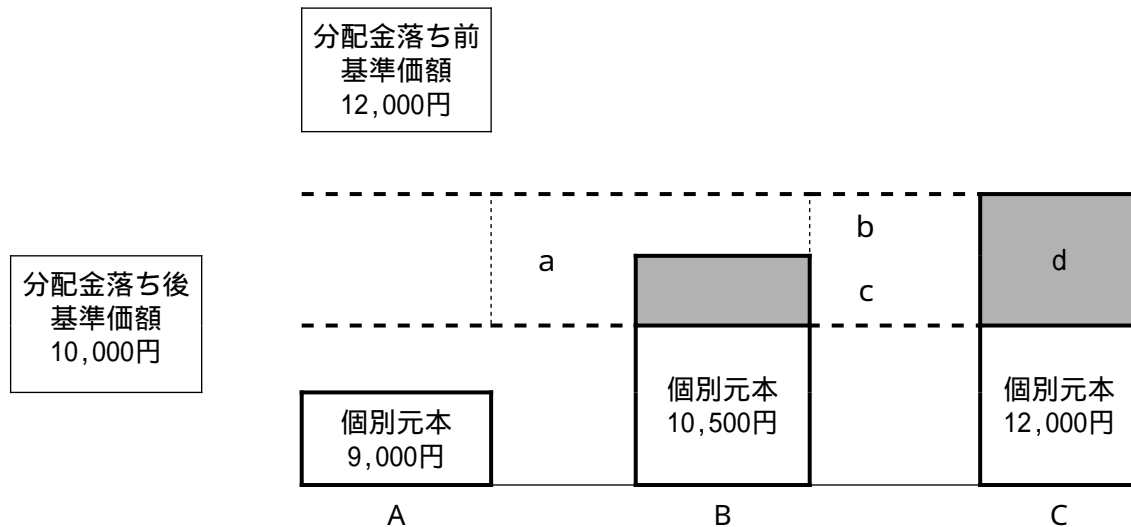 分配金落ち前
基準価額
12,000円
b
a
d
c
分配金落ち後
基準価額
10,000円
個別元本
9,000円
個別元本
10,500円
個別元本
12,000円
A
B
C